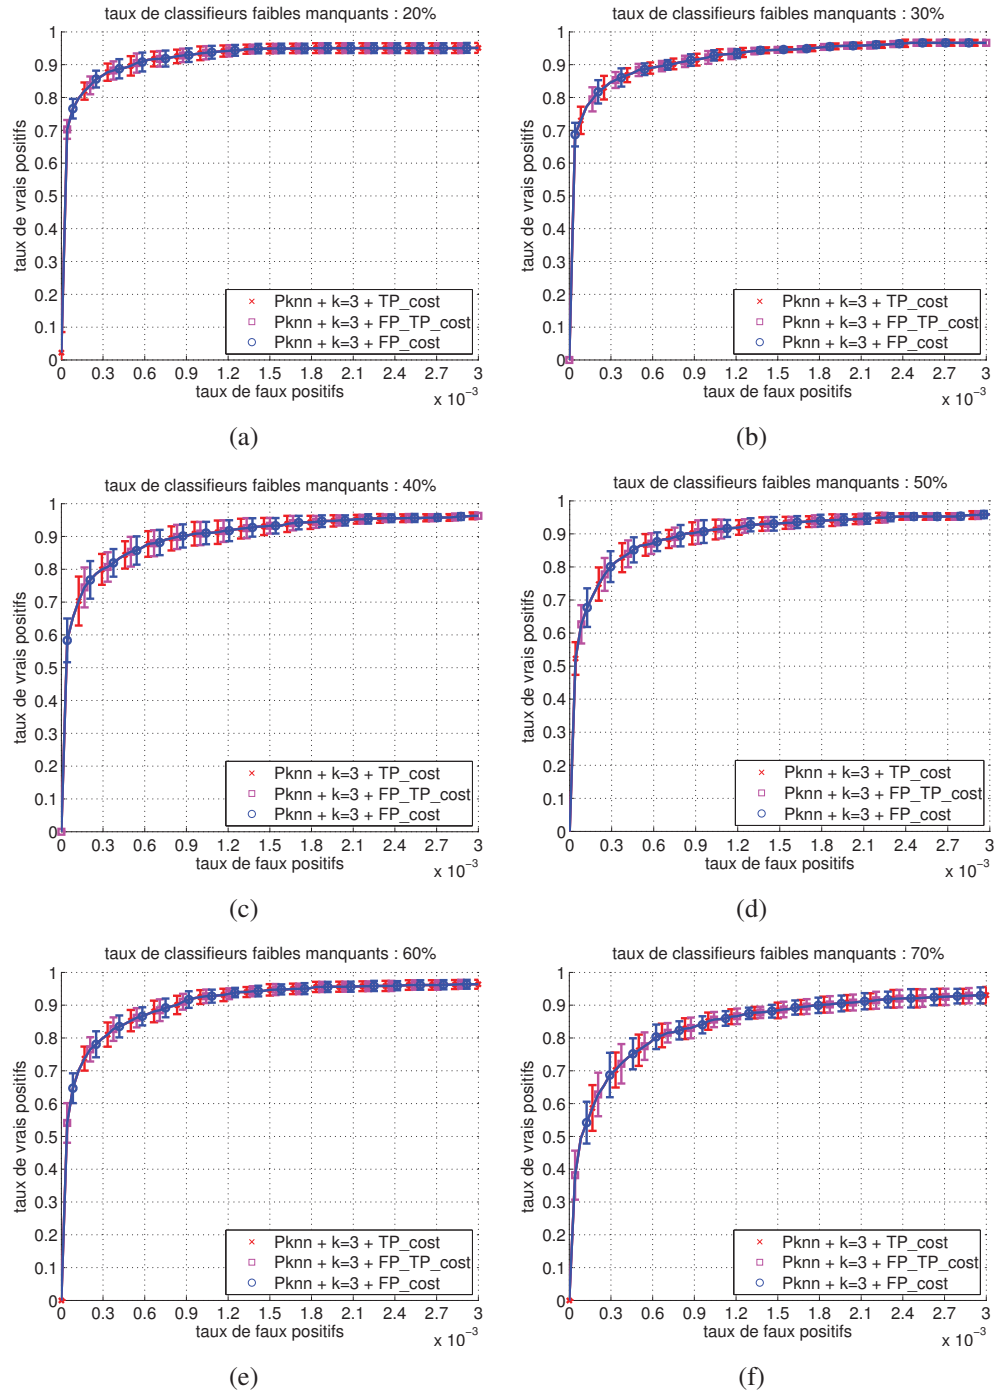 taux de classifieurs faibles manquants : 20%
taux de vrais positifs
1
0.9
0.8
0.7
0.6
0.5
0.4
0.3
0.2
0.1
0
Pknn + k=3 + TP_cost
Pknn + k=3 + FP_TP_cost
Pknn + k=3 + FP_cost
0 0.3 0.6 0.9 1.2 1.5 1.8 2.1 2.4 2.7 3
taux de faux positifs
x 10⁻³
(a)
taux de classifieurs faibles manquants : 30%
taux de vrais positifs
1
0.9
0.8
0.7
0.6
0.5
0.4
0.3
0.2
0.1
0
Pknn + k=3 + TP_cost
Pknn + k=3 + FP_TP_cost
Pknn + k=3 + FP_cost
0 0.3 0.6 0.9 1.2 1.5 1.8 2.1 2.4 2.7 3
taux de faux positifs
x 10⁻³
(b)
taux de classifieurs faibles manquants : 40%
taux de vrais positifs
1
0.9
0.8
0.7
0.6
0.5
0.4
0.3
0.2
0.1
0
Pknn + k=3 + TP_cost
Pknn + k=3 + FP_TP_cost
Pknn + k=3 + FP_cost
0 0.3 0.6 0.9 1.2 1.5 1.8 2.1 2.4 2.7 3
taux de faux positifs
x 10⁻³
(c)
taux de classifieurs faibles manquants : 50%
taux de vrais positifs
1
0.9
0.8
0.7
0.6
0.5
0.4
0.3
0.2
0.1
0
Pknn + k=3 + TP_cost
Pknn + k=3 + FP_TP_cost
Pknn + k=3 + FP_cost
0 0.3 0.6 0.9 1.2 1.5 1.8 2.1 2.4 2.7 3
taux de faux positifs
x 10⁻³
(d)
taux de classifieurs faibles manquants : 60%
taux de vrais positifs
1
0.9
0.8
0.7
0.6
0.5
0.4
0.3
0.2
0.1
0
Pknn + k=3 + TP_cost
Pknn + k=3 + FP_TP_cost
Pknn + k=3 + FP_cost
0 0.3 0.6 0.9 1.2 1.5 1.8 2.1 2.4 2.7 3
taux de faux positifs
x 10⁻³
(e)
taux de classifieurs faibles manquants : 70%
taux de vrais positifs
1
0.9
0.8
0.7
0.6
0.5
0.4
0.3
0.2
0.1
0
Pknn + k=3 + TP_cost
Pknn + k=3 + FP_TP_cost
Pknn + k=3 + FP_cost
0 0.3 0.6 0.9 1.2 1.5 1.8 2.1 2.4 2.7 3
taux de faux positifs
x 10⁻³
(f)